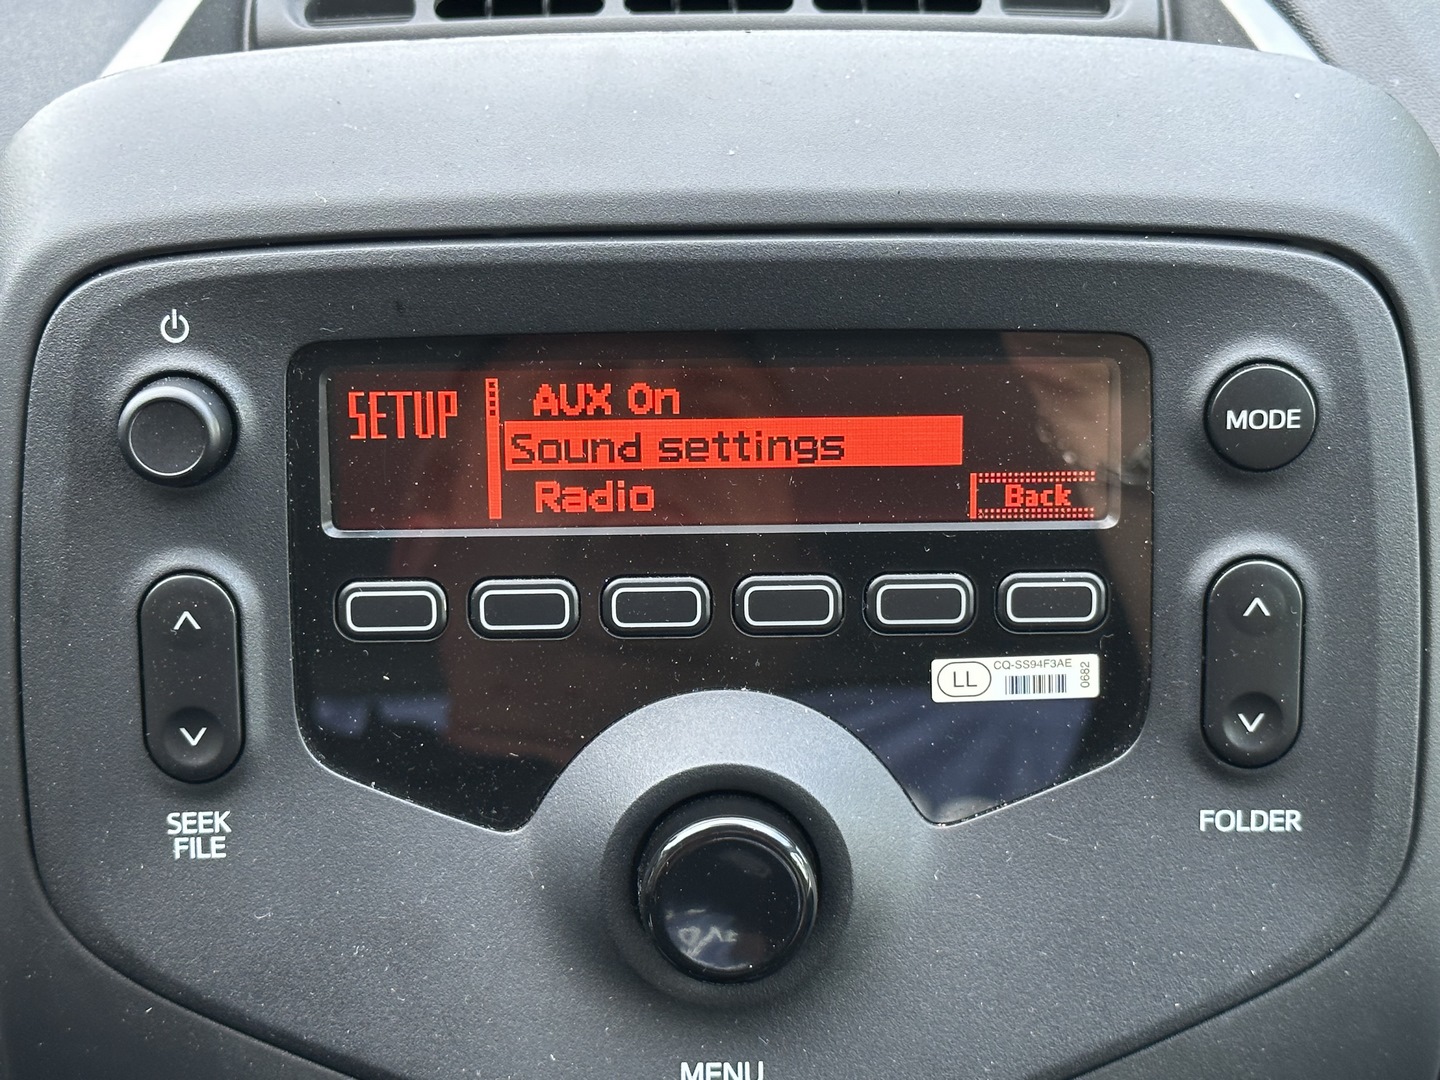 SETUP
AUX On
Sound settings
Radio
Back
MODE
LL
CQ-SS94F3AE
0682
SEEK
FILE
FOLDER
MENU